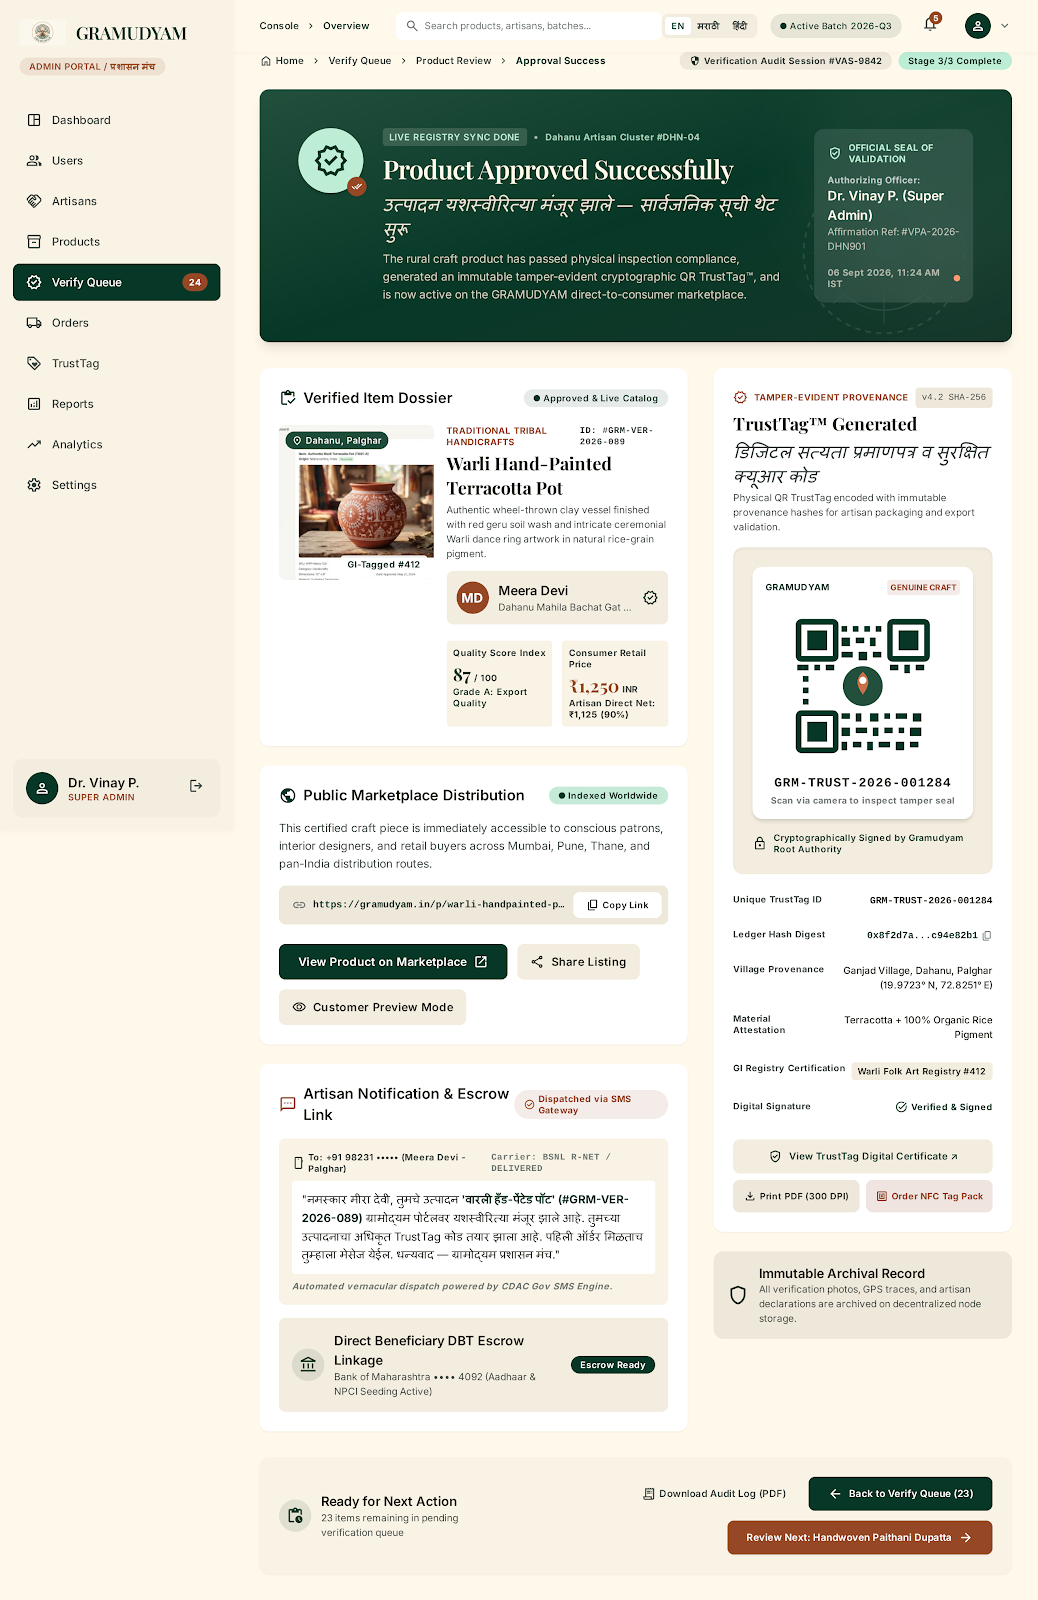 GRAMUDYAM
ADMIN PORTAL / प्रशासन मंच
Dashboard
Users
Artisans
Products
Verify Queue 24
Orders
TrustTag
Reports
Analytics
Settings
Dr. Vinay P.
SUPER ADMIN
Console > Overview
Search products, artisans, batches...
EN मराठी हिंदी
Active Batch 2026-Q3
5
Home > Verify Queue > Product Review > Approval Success
Verification Audit Session #VAS-9842
Stage 3/3 Complete
LIVE REGISTRY SYNC DONE • Dahanu Artisan Cluster #DHN-04
Product Approved Successfully
उत्पादन यशस्वीरित्या मंजूर झाले — सार्वजनिक सूची थेट
सुरू
The rural craft product has passed physical inspection compliance,
generated an immutable tamper-evident cryptographic QR TrustTag™, and
is now active on the GRAMUDYAM direct-to-consumer marketplace.
OFFICIAL SEAL OF
VALIDATION
Authorizing Officer:
Dr. Vinay P. (Super
Admin)
Affirmation Ref: #VPA-2026-
DHN901
06 Sept 2026, 11:24 AM
IST
Verified Item Dossier
Approved & Live Catalog
Dahanu, Palghar
GI-Tagged #412
TRADITIONAL TRIBAL
HANDICRAFTS
ID: #GRM-VER-
2026-089
Warli Hand-Painted
Terracotta Pot
Authentic wheel-thrown clay vessel finished
with red geru soil wash and intricate ceremonial
Warli dance ring artwork in natural rice-grain
pigment.
MD
Meera Devi
Dahanu Mahila Bachat Gat ...
Quality Score Index
87 / 100
Grade A: Export
Quality
Consumer Retail
Price
₹1,250 INR
Artisan Direct Net:
₹1,125 (90%)
Public Marketplace Distribution
Indexed Worldwide
This certified craft piece is immediately accessible to conscious patrons,
interior designers, and retail buyers across Mumbai, Pune, Thane, and
pan-India distribution routes.
https://gramudyam.in/p/warli-handpainted-p…
Copy Link
View Product on Marketplace
Share Listing
Customer Preview Mode
Artisan Notification & Escrow
Link
Dispatched via SMS
Gateway
To: +91 98231 ••••• (Meera Devi -
Palghar)
Carrier: BSNL R-NET /
DELIVERED
"नमस्कार मीरा देवी, तुमचे उत्पादन 'वारली हँड-पेंटेड पॉट' (#GRM-VER-
2026-089) ग्रामोद्यम पोर्टलवर यशस्वीरित्या मंजूर झाले आहे. तुमच्या
उत्पादनाचा अधिकृत TrustTag कोड तयार झाला आहे. पहिली ऑर्डर मिळताच
तुम्हाला मेसेज येईल. धन्यवाद — ग्रामोद्यम प्रशासन मंच."
Automated vernacular dispatch powered by CDAC Gov SMS Engine.
Direct Beneficiary DBT Escrow
Linkage
Bank of Maharashtra •••• 4092 (Aadhaar &
NPCI Seeding Active)
Escrow Ready
TAMPER-EVIDENT PROVENANCE
v4.2 SHA-256
TrustTag™ Generated
डिजिटल सत्यता प्रमाणपत्र व सुरक्षित
क्यूआर कोड
Physical QR TrustTag encoded with immutable
provenance hashes for artisan packaging and export
validation.
GRAMUDYAM
GENUINE CRAFT
GRM-TRUST-2026-001284
Scan via camera to inspect tamper seal
Cryptographically Signed by Gramudyam
Root Authority
Unique TrustTag ID
GRM-TRUST-2026-001284
Ledger Hash Digest
0x8f2d7a...c94e82b1
Village Provenance
Ganjad Village, Dahanu, Palghar
(19.9723° N, 72.8251° E)
Material
Attestation
Terracotta + 100% Organic Rice
Pigment
GI Registry Certification
Warli Folk Art Registry #412
Digital Signature
Verified & Signed
View TrustTag Digital Certificate ↗
Print PDF (300 DPI)
Order NFC Tag Pack
Immutable Archival Record
All verification photos, GPS traces, and artisan
declarations are archived on decentralized node
storage.
Ready for Next Action
23 items remaining in pending
verification queue
Download Audit Log (PDF)
Back to Verify Queue (23)
Review Next: Handwoven Paithani Dupatta